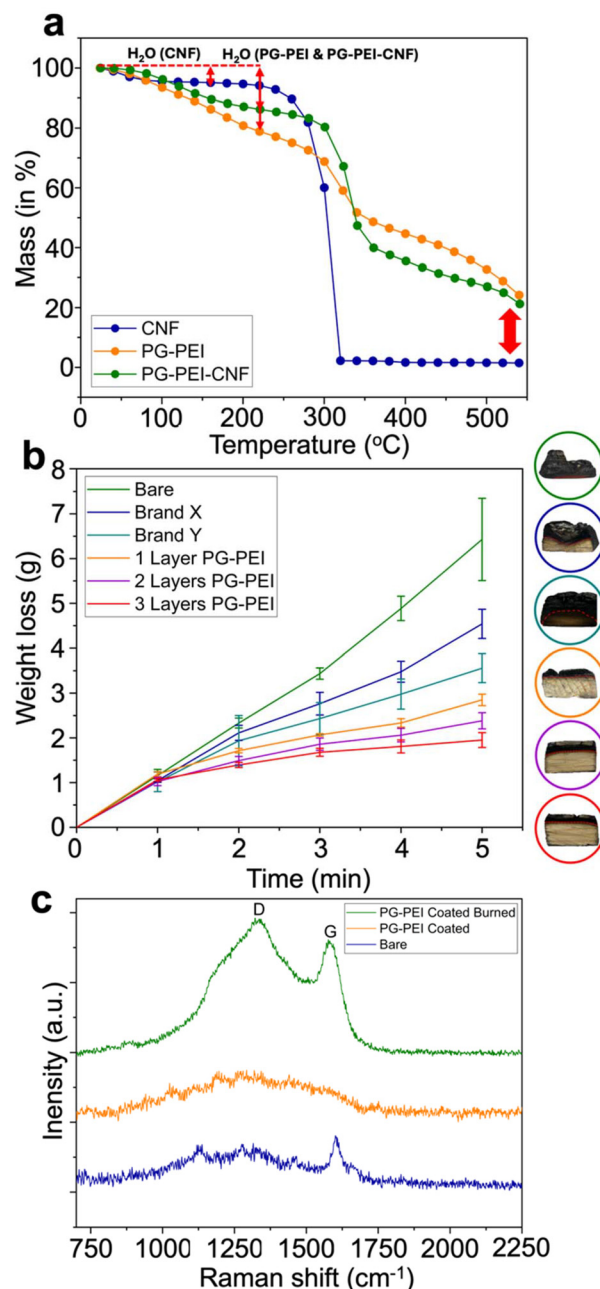 a
H₂O (CNF)
H₂O (PG-PEI & PG-PEI-CNF)
100
80
60
40
20
0
Mass (in %)
CNF
PG-PEI
PG-PEI-CNF
0 100 200 300 400 500
Temperature (°C)
b
8
7
6
5
4
3
2
1
0
Weight loss (g)
Bare
Brand X
Brand Y
1 Layer PG-PEI
2 Layers PG-PEI
3 Layers PG-PEI
0 1 2 3 4 5
Time (min)
c
D
G
PG-PEI Coated Burned
PG-PEI Coated
Bare
Inensity (a.u.)
750 1000 1250 1500 1750 2000 2250
Raman shift (cm⁻¹)